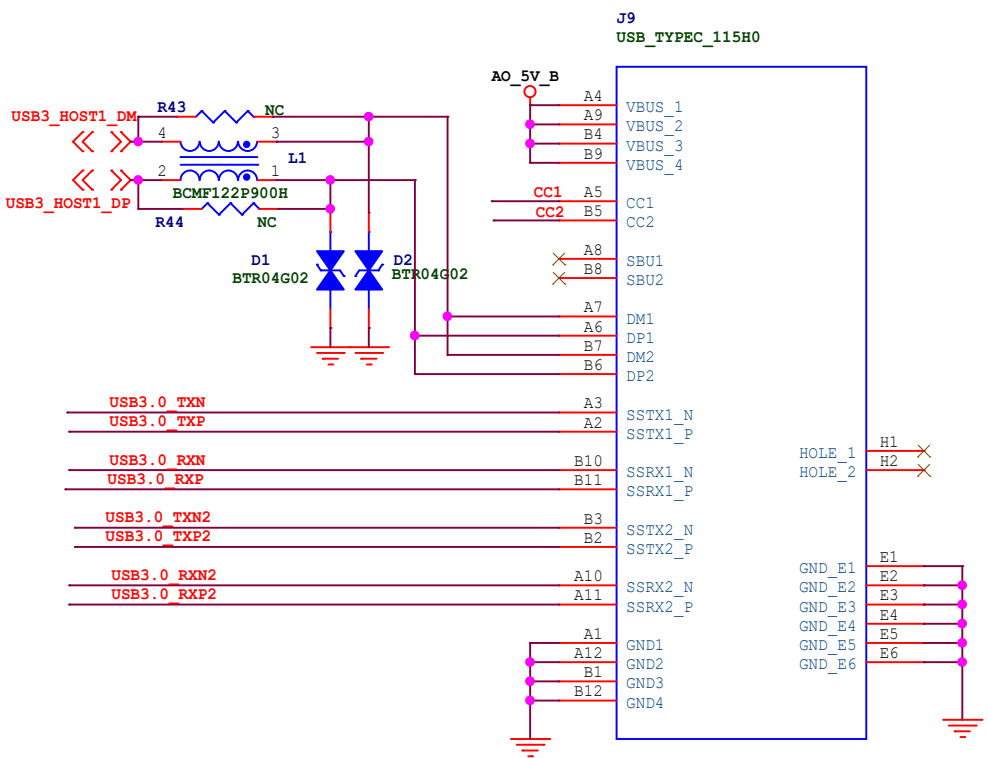 J9
USB_TYPEC_115H0
AO_5V_B
R43
NC
USB3_HOST1_DM
4
3
L1
2
1
BCMF122P900H
USB3_HOST1_DP
R44
NC
D1
BTR04G02
D2
BTR04G02
A4 VBUS_1
A9 VBUS_2
B4 VBUS_3
B9 VBUS_4
CC1 A5 CC1
CC2 B5 CC2
A8 SBU1
B8 SBU2
A7 DM1
A6 DP1
B7 DM2
B6 DP2
USB3.0_TXN A3 SSTX1_N
USB3.0_TXP A2 SSTX1_P
USB3.0_RXN B10 SSRX1_N
USB3.0_RXP B11 SSRX1_P
USB3.0_TXN2 B3 SSTX2_N
USB3.0_TXP2 B2 SSTX2_P
USB3.0_RXN2 A10 SSRX2_N
USB3.0_RXP2 A11 SSRX2_P
A1 GND1
A12 GND2
B1 GND3
B12 GND4
HOLE_1 H1
HOLE_2 H2
GND_E1 E1
GND_E2 E2
GND_E3 E3
GND_E4 E4
GND_E5 E5
GND_E6 E6